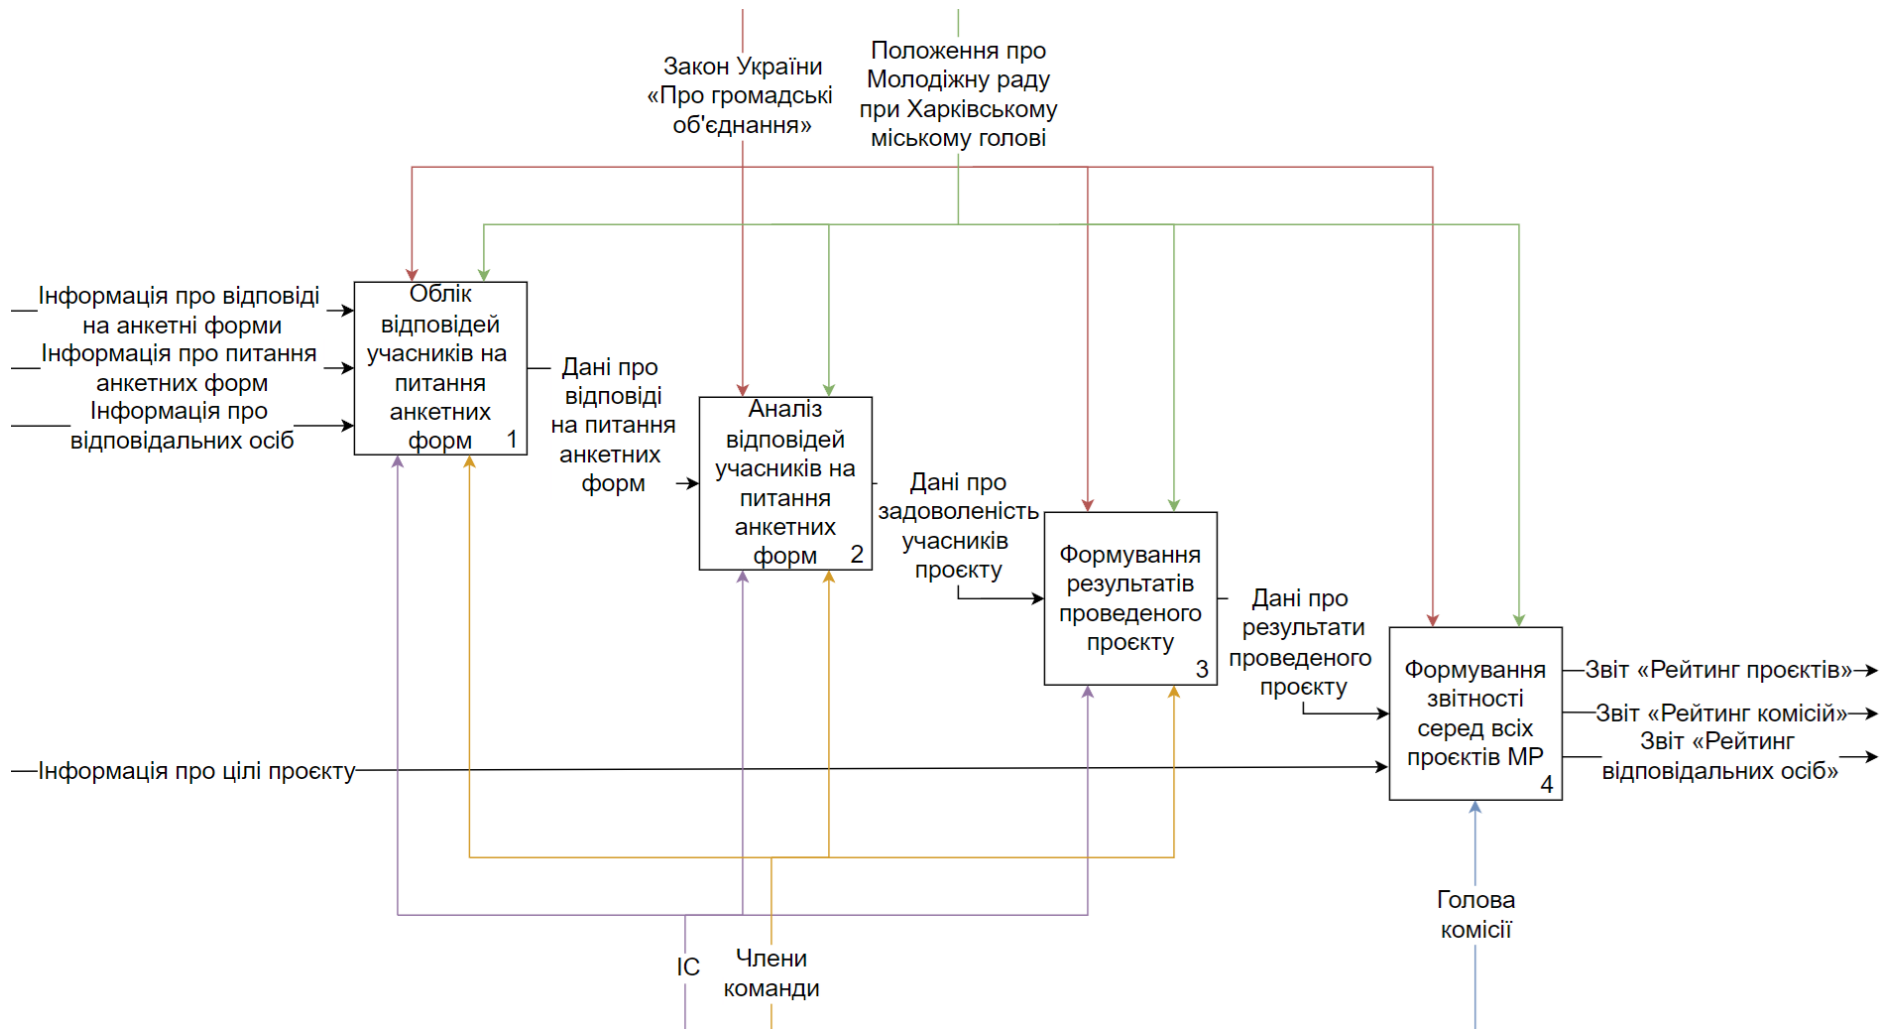 Закон України
«Про громадські
об'єднання»
Положення про
Молодіжну раду
при Харківському
міському голові
Інформація про відповіді
на анкетні форми
Інформація про питання
анкетних форм
Інформація про
відповідальних осіб
Облік
відповідей
учасників на
питання
анкетних
форм
1
Дані про
відповіді
на питання
анкетних
форм
Аналіз
відповідей
учасників на
питання
анкетних
форм
2
Дані про
задоволеність
учасників
проєкту
Формування
результатів
проведеного
проєкту
3
Дані про
результати
проведеного
проєкту
Формування
звітності
серед всіх
проєктів МР
4
Звіт «Рейтинг проєктів»
Звіт «Рейтинг комісій»
Звіт «Рейтинг
відповідальних осіб»
Інформація про цілі проєкту
ІС
Члени
команди
Голова
комісії